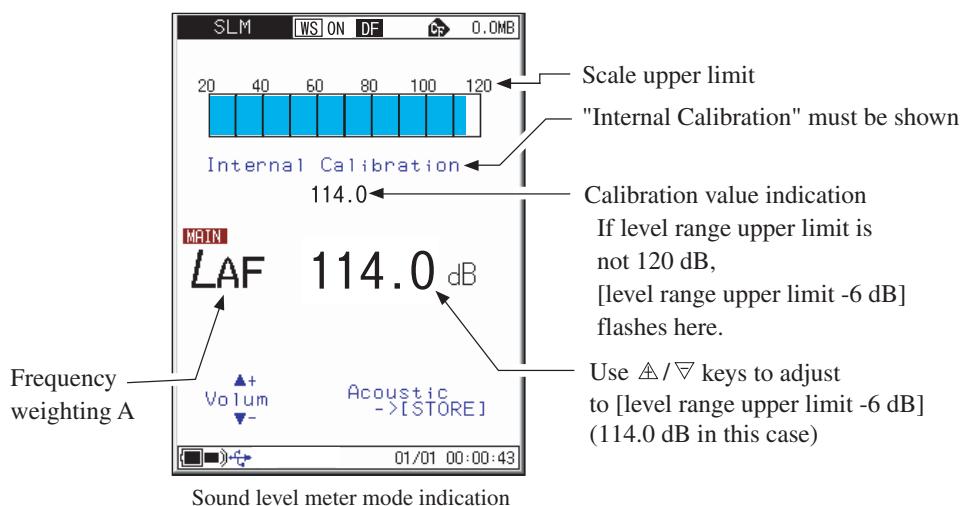 SLM WS ON DF CF 0.0MB
20 40 60 80 100 120
Scale upper limit
"Internal Calibration" must be shown
Internal Calibration
114.0
Calibration value indication
If level range upper limit is
not 120 dB,
[level range upper limit -6 dB]
flashes here.
MAIN
LAF 114.0 dB
Frequency
weighting A
▲+
Volum
▼-
Acoustic
->[STORE]
Use △+/▽- keys to adjust
to [level range upper limit -6 dB]
(114.0 dB in this case)
01/01 00:00:43
Sound level meter mode indication